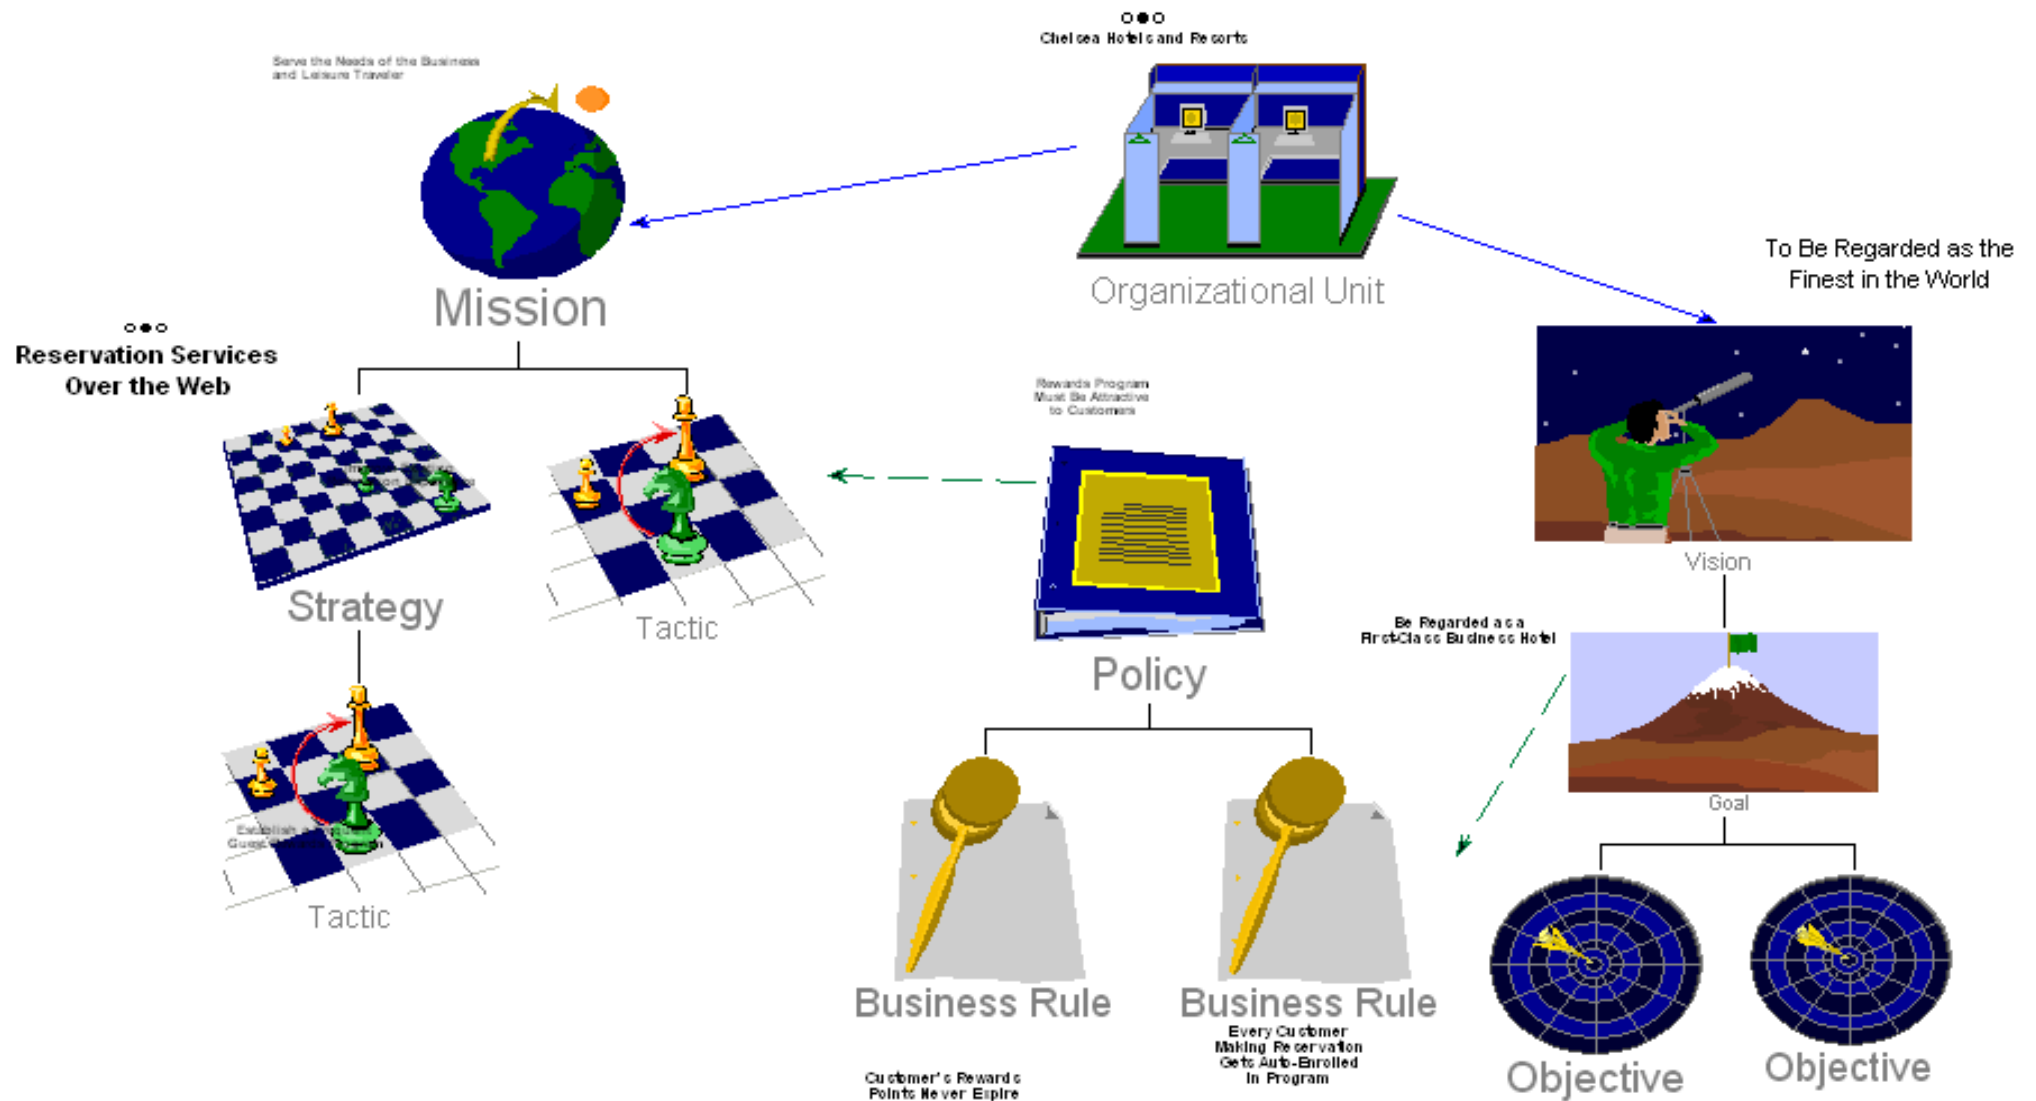 Chelsea Hotels and Resorts
Serve the Needs of the Business
and Leisure Traveler
Organizational Unit
To Be Regarded as the
Finest in the World
Mission
Reservation Services
Over the Web
Rewards Program
Must Be Attractive
to Customers
Vision
Strategy
Tactic
Be Regarded as a
First-Class Business Hotel
Policy
Goal
Establish a
Tactic
Business Rule
Business Rule
Customer's Rewards
Points Never Expire
Every Customer
Making Reservation
Gets Auto-Enrolled
in Program
Objective
Objective